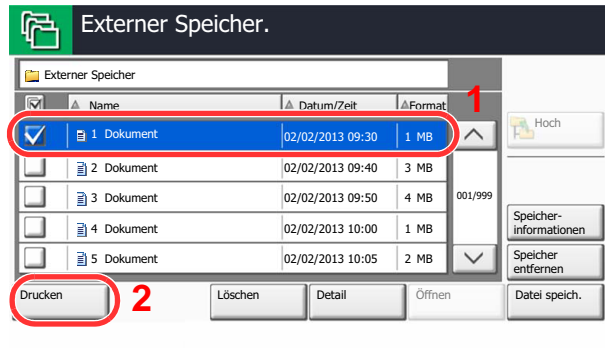 Externer Speicher.
Externer Speicher
Name Datum/Zeit Format 1
1 Dokument 02/02/2013 09:30 1 MB
Hoch
2 Dokument 02/02/2013 09:40 3 MB
3 Dokument 02/02/2013 09:50 4 MB
001/999
4 Dokument 02/02/2013 10:00 1 MB
Speicher-
informationen
5 Dokument 02/02/2013 10:05 2 MB
Speicher
entfernen
Drucken 2 Löschen Detail Öffnen Datei speich.